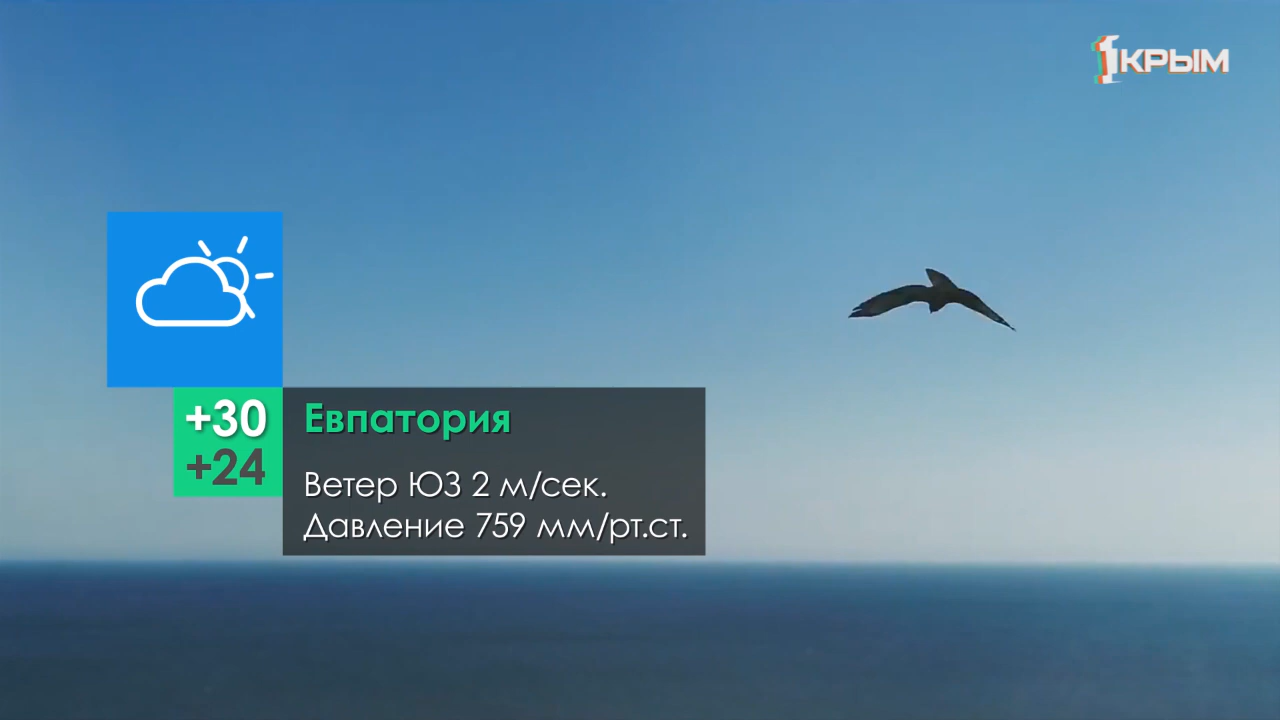 1КРЫМ
+30
+24
Евпатория
Ветер ЮЗ 2 м/сек.
Давление 759 мм/рт.ст.